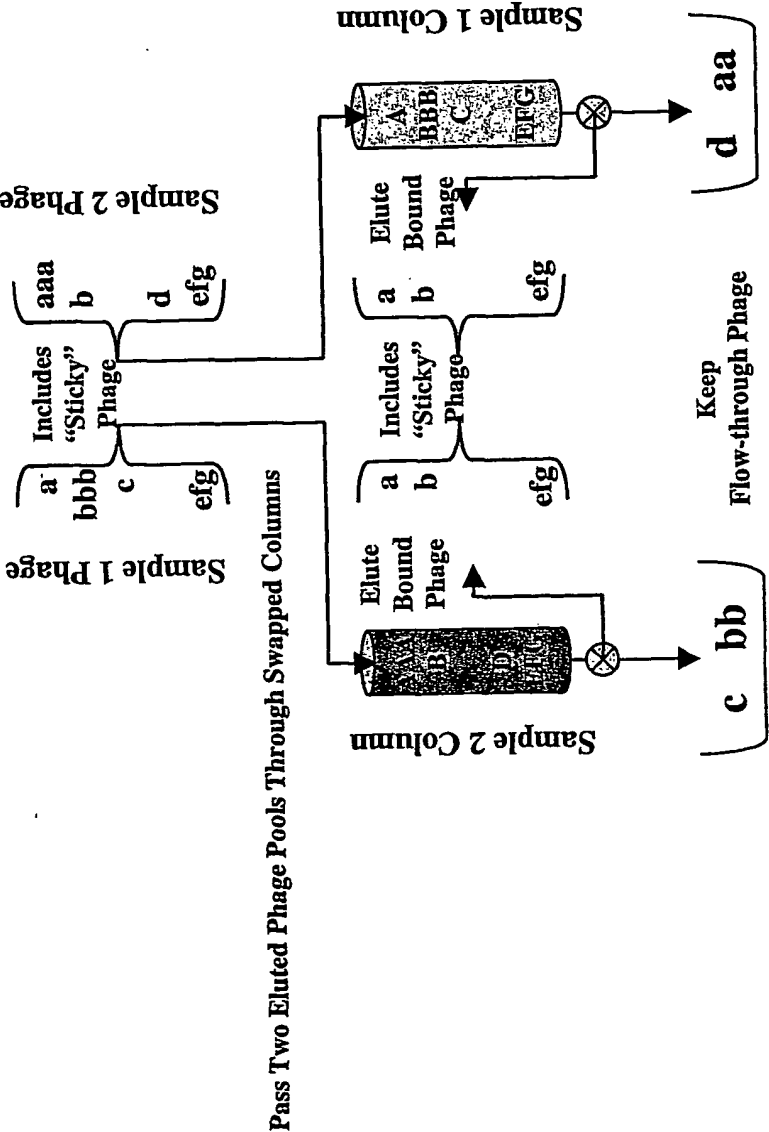 Sample 1 Phage
a
bbb
c
efg
Includes
“Sticky”
Phage
aaa
b
d
efg
Sample 2 Phage
Pass Two Eluted Phage Pools Through Swapped Columns
Sample 2 Column
AAA
B
D
EFG
Elute
Bound
Phage
a
b
efg
Includes
“Sticky”
Phage
a
b
efg
Elute
Bound
Phage
A
BBB
C
EFG
Sample 1 Column
c bb
Keep
Flow-through Phage
d aa